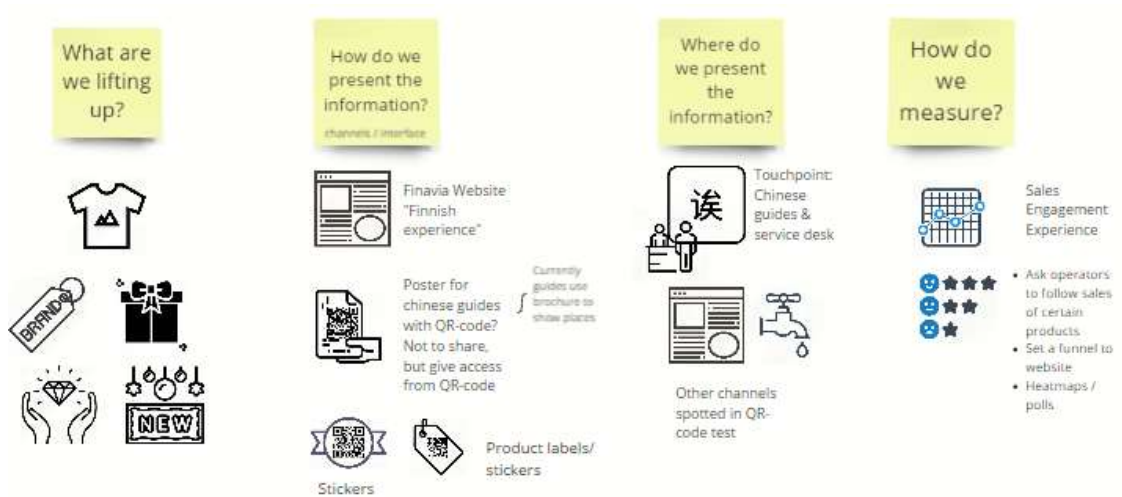 What are
we lifting
up?
How do we
present the
information?
channels / interface
Where do
we present
the
information?
How do
we
measure?
BRAND
NEW
Finavia Website
"Finnish
experience"
Poster for
chinese guides
with QR-code?
Not to share,
but give access
from QR-code
Currently
guides use
brochure to
show places
Stickers
Product labels/
stickers
诶
Touchpoint:
Chinese
guides &
service desk
Other channels
spotted in QR-
code test
Sales
Engagement
Experience
• Ask operators
to follow sales
of certain
products
• Set a funnel to
website
• Heatmaps /
polls